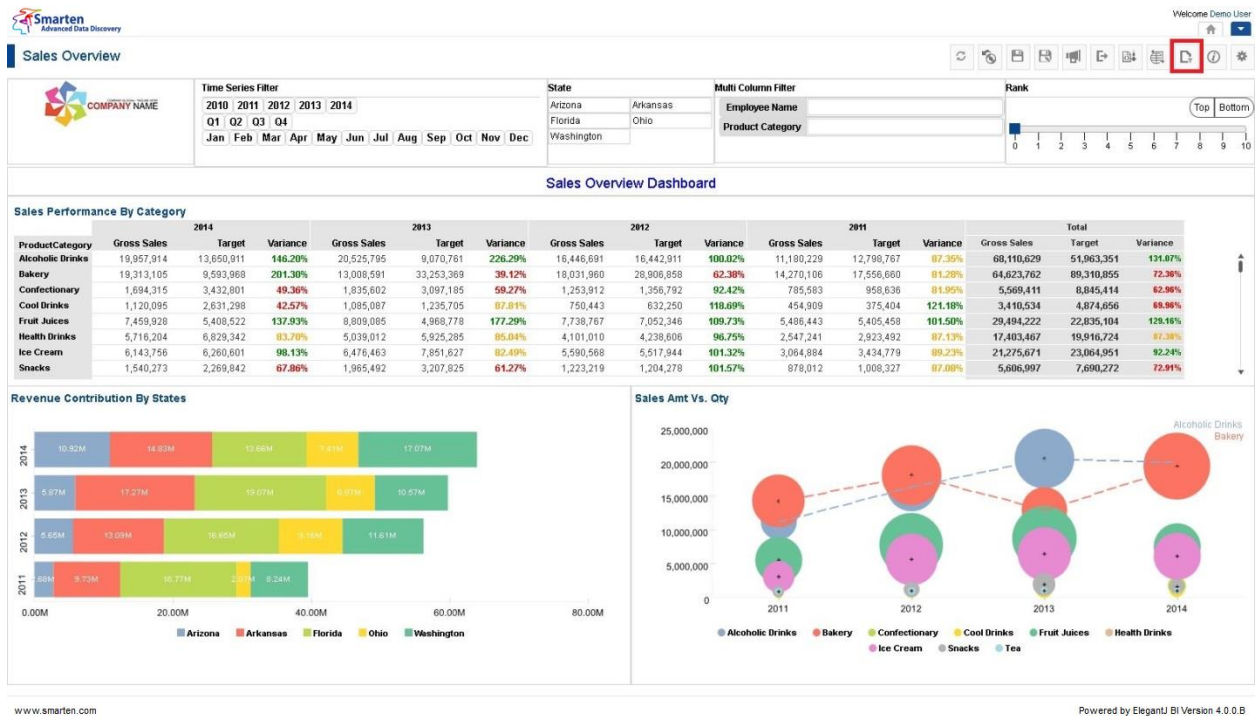 Smarten
Advanced Data Discovery
Welcome Demo User
Sales Overview
COMPANY NAME
Time Series Filter
2010 2011 2012 2013 2014
Q1 Q2 Q3 Q4
Jan Feb Mar Apr May Jun Jul Aug Sep Oct Nov Dec
State
Arizona Arkansas
Florida Ohio
Washington
Multi Column Filter
Employee Name
Product Category
Rank
Top Bottom
0 1 2 3 4 5 6 7 8 9 10
Sales Overview Dashboard
Sales Performance By Category
2014 2013 2012 2011 Total
ProductCategory Gross Sales Target Variance Gross Sales Target Variance Gross Sales Target Variance Gross Sales Target Variance Gross Sales Target Variance
Alcoholic Drinks 19,957,914 13,650,911 146.20% 20,525,795 9,070,761 226.29% 16,446,691 16,442,911 100.02% 11,180,229 12,798,767 87.35% 68,110,629 51,963,351 131.07%
Bakery 19,313,105 9,593,968 201.30% 13,008,591 33,253,369 39.12% 18,031,960 28,906,858 62.38% 14,270,106 17,556,660 81.28% 64,623,762 89,310,855 72.36%
Confectionary 1,694,315 3,432,801 49.36% 1,835,602 3,097,185 59.27% 1,253,912 1,356,792 92.42% 785,583 958,636 81.95% 5,569,411 8,845,414 62.96%
Cool Drinks 1,120,095 2,631,298 42.57% 1,085,087 1,235,705 87.81% 750,443 632,250 118.69% 454,909 375,404 121.18% 3,410,534 4,874,656 69.96%
Fruit Juices 7,459,928 5,408,522 137.93% 8,809,085 4,968,778 177.29% 7,738,767 7,052,346 109.73% 5,486,443 5,405,458 101.50% 29,494,222 22,835,104 129.16%
Health Drinks 5,716,204 6,829,342 83.70% 5,039,012 5,925,285 85.04% 4,101,010 4,238,606 96.75% 2,547,241 2,923,492 87.13% 17,403,467 19,916,724 87.38%
Ice Cream 6,143,756 6,260,601 98.13% 6,476,463 7,851,627 82.49% 5,590,568 5,517,944 101.32% 3,064,884 3,434,779 89.23% 21,275,671 23,064,951 92.24%
Snacks 1,540,273 2,269,842 67.86% 1,965,492 3,207,825 61.27% 1,223,219 1,204,278 101.57% 878,012 1,008,327 87.08% 5,606,997 7,690,272 72.91%
Revenue Contribution By States
2014 10.92M 14.83M 17.07M
2013 5.87M 17.27M 19.07M 10.57M
2012 5.65M 13.09M 16.65M 11.61M
2011 9.73M 16.77M 8.24M
0.00M 20.00M 40.00M 60.00M 80.00M
Arizona Arkansas Florida Ohio Washington
Sales Amt Vs. Qty
Alcoholic Drinks
Bakery
25,000,000
20,000,000
15,000,000
10,000,000
5,000,000
0
2011 2012 2013 2014
Alcoholic Drinks Bakery Confectionary Cool Drinks Fruit Juices Health Drinks
Ice Cream Snacks Tea
www.smarten.com
Powered by ElegantJ BI Version 4.0.0.B